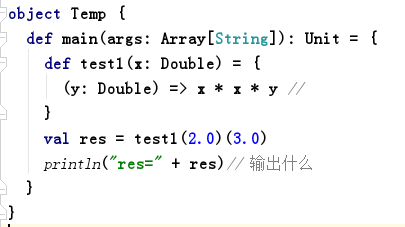 object Temp {
def main(args: Array[String]): Unit = {
def test1(x: Double) = {
(y: Double) => x * x * y //
}
val res = test1(2.0)(3.0)
println("res=" + res)// 输出什么
}
}